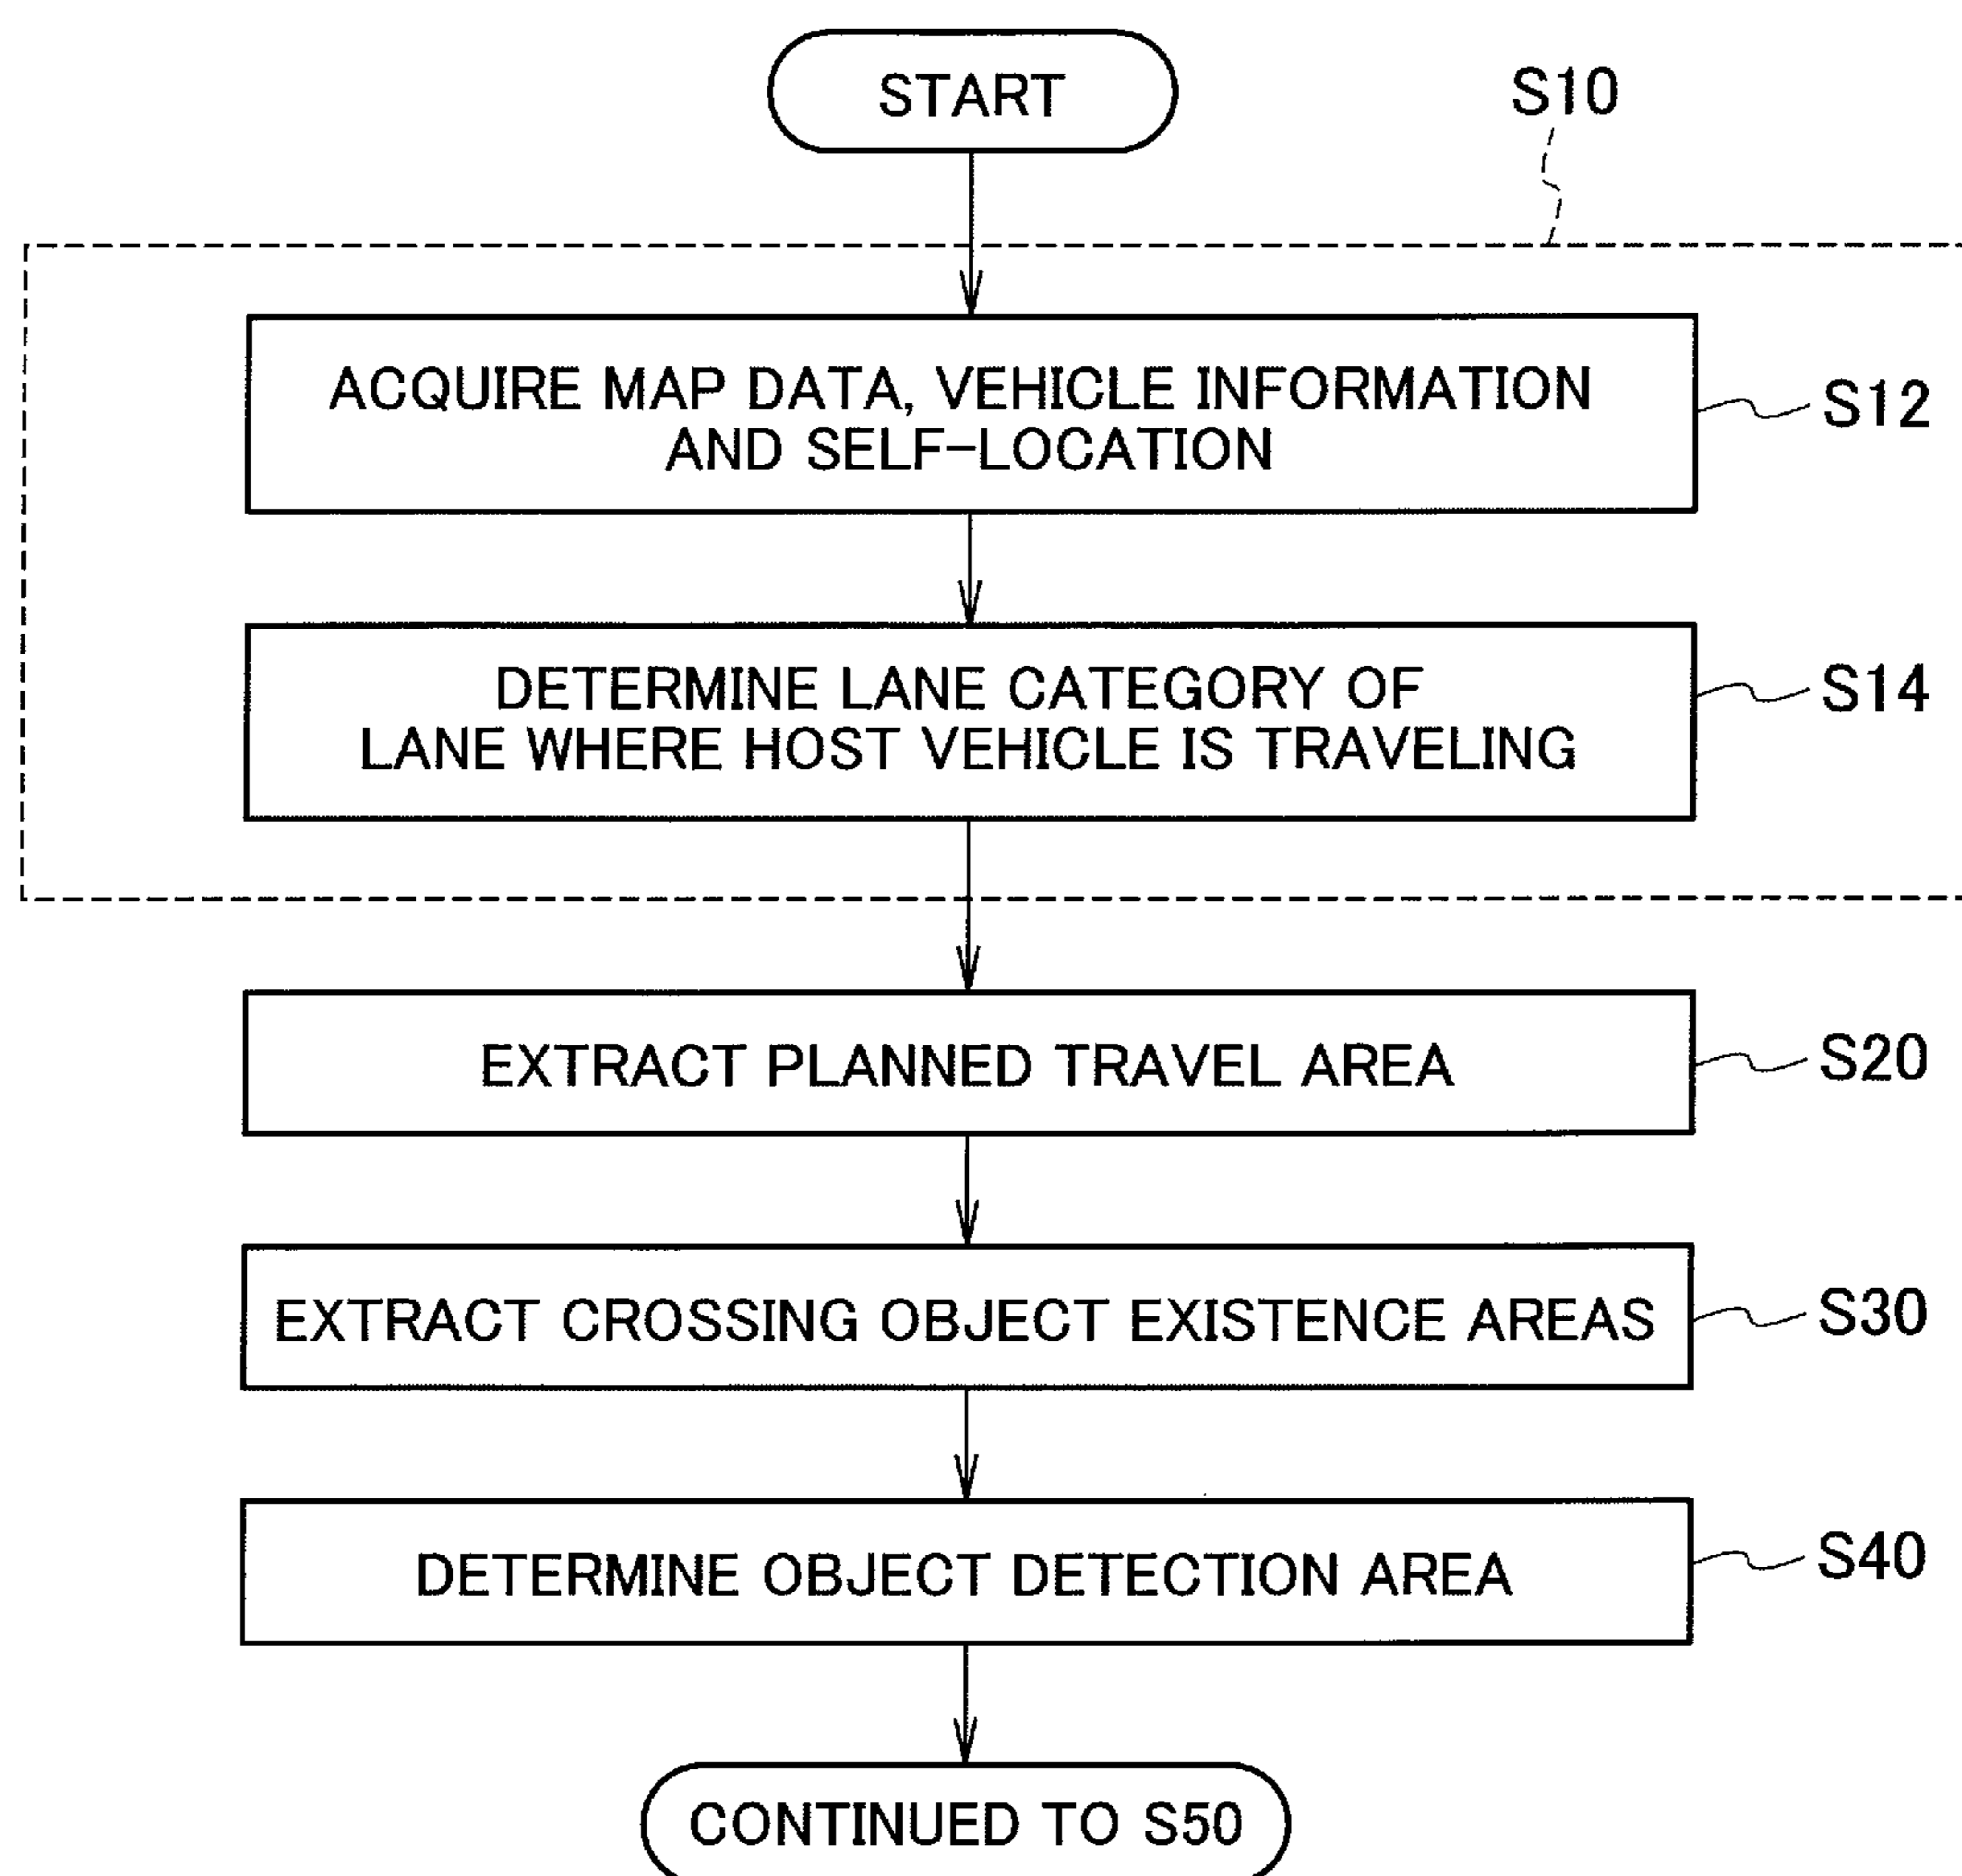 START
S10
ACQUIRE MAP DATA, VEHICLE INFORMATION
AND SELF-LOCATION
S12
DETERMINE LANE CATEGORY OF
LANE WHERE HOST VEHICLE IS TRAVELING
S14
EXTRACT PLANNED TRAVEL AREA
S20
EXTRACT CROSSING OBJECT EXISTENCE AREAS
S30
DETERMINE OBJECT DETECTION AREA
S40
CONTINUED TO S50